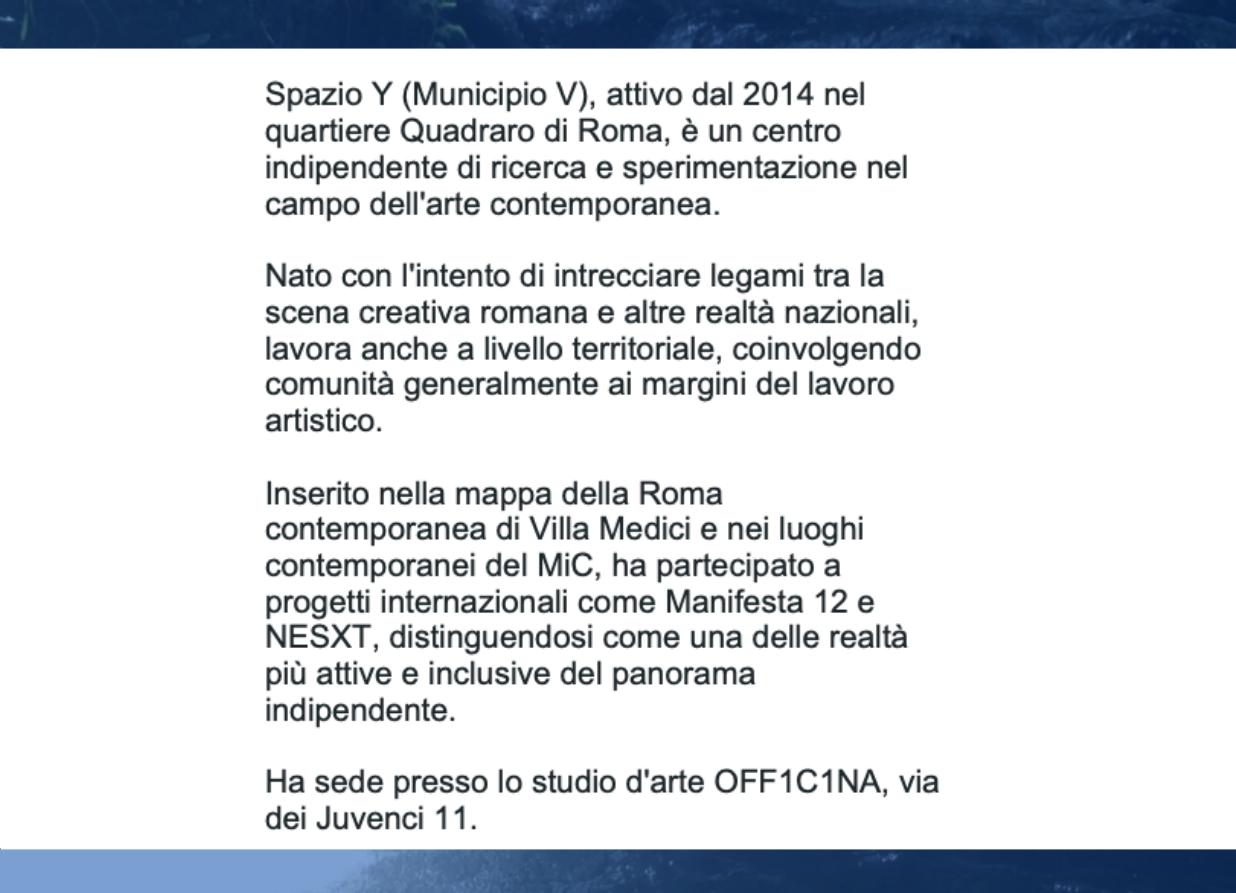 Spazio Y (Municipio V), attivo dal 2014 nel
quartiere Quadraro di Roma, è un centro
indipendente di ricerca e sperimentazione nel
campo dell'arte contemporanea.
Nato con l'intento di intrecciare legami tra la
scena creativa romana e altre realtà nazionali,
lavora anche a livello territoriale, coinvolgendo
comunità generalmente ai margini del lavoro
artistico.
Inserito nella mappa della Roma
contemporanea di Villa Medici e nei luoghi
contemporanei del MiC, ha partecipato a
progetti internazionali come Manifesta 12 e
NESXT, distinguendosi come una delle realtà
più attive e inclusive del panorama
indipendente.
Ha sede presso lo studio d'arte OFF1C1NA, via
dei Juvenci 11.